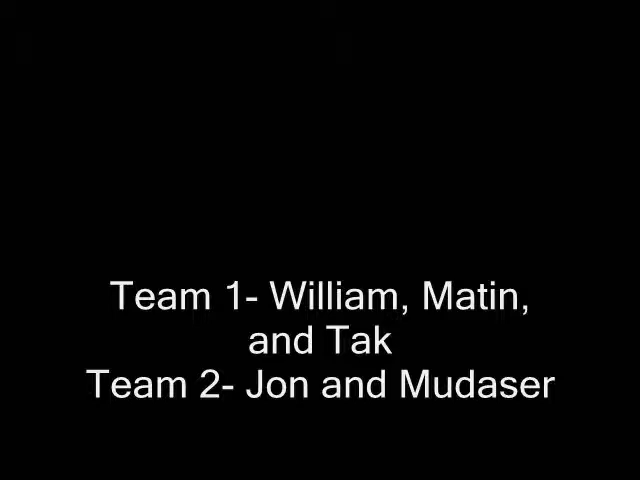 Team 1- William, Matin,
and Tak
Team 2- Jon and Mudaser